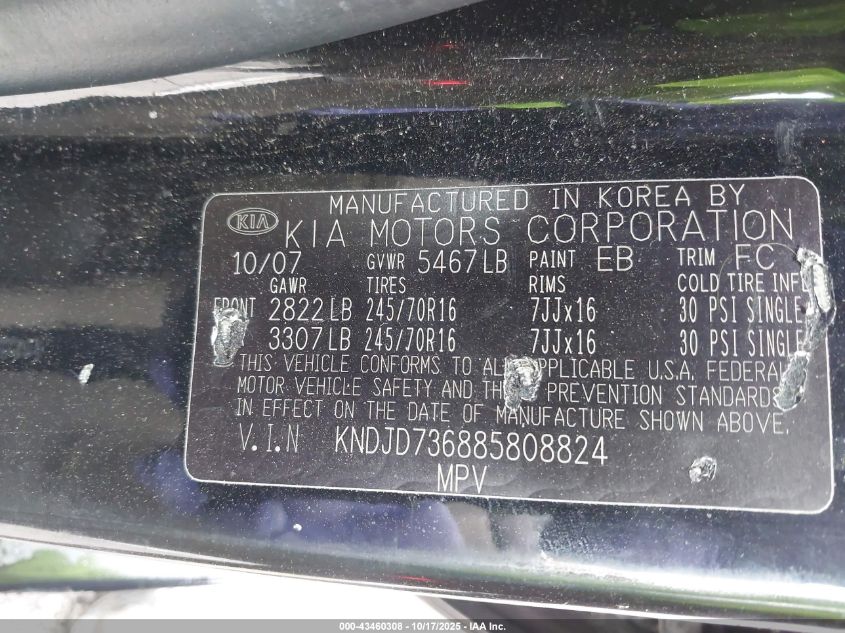 MANUFACTURED IN KOREA BY
KIA KIA MOTORS CORPORATION
10/07 GVWR 5467LB PAINT EB TRIM FC
GAWR TIRES RIMS COLD TIRE INFL
FRONT 2822LB 245/70R16 7JJx16 30 PSI SINGLE
3307LB 245/70R16 7JJx16 30 PSI SINGLE
THIS VEHICLE CONFORMS TO ALL APPLICABLE U.S.A. FEDERAL
MOTOR VEHICLE SAFETY AND PREVENTION STANDARDS
IN EFFECT ON THE DATE OF MANUFACTURE SHOWN ABOVE.
V.I.N KNDJD736885808824
MPV
000-43460308 - 10/17/2025 - IAA Inc.